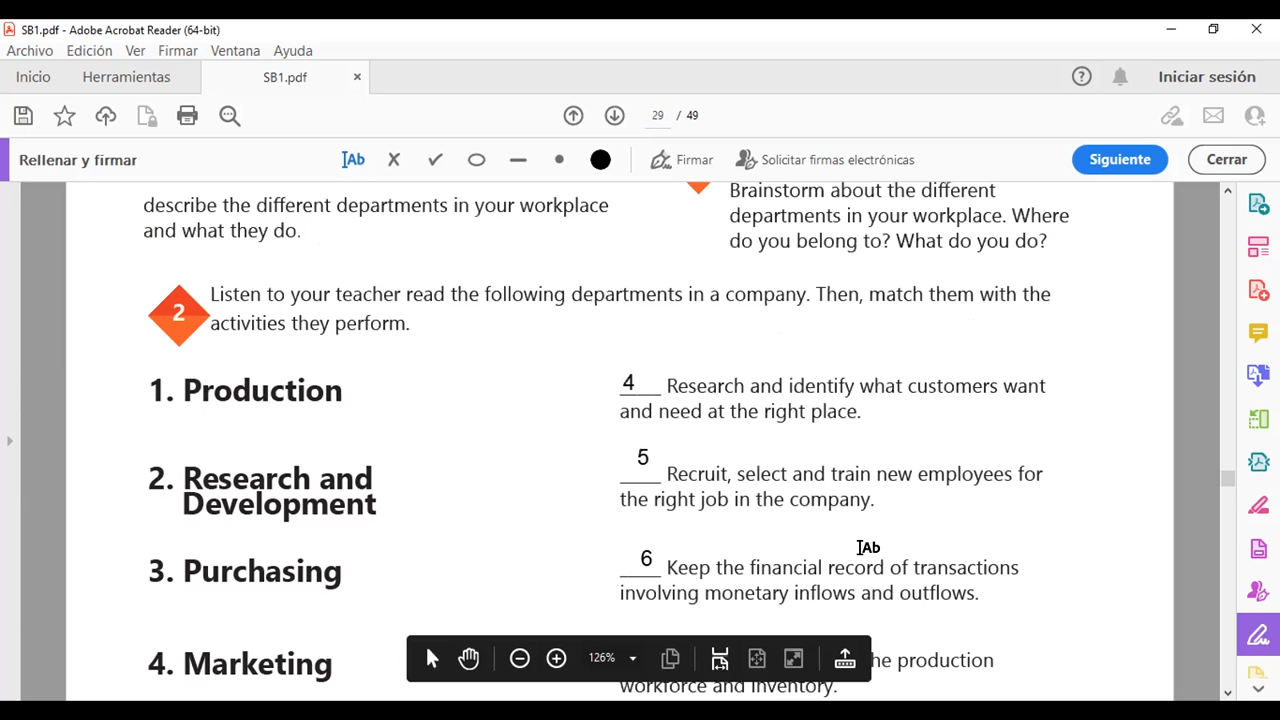 SB1.pdf - Adobe Acrobat Reader (64-bit)
Archivo Edición Ver Firmar Ventana Ayuda
Inicio Herramientas SB1.pdf × Iniciar sesión
29 / 49
Rellenar y firmar Ab Firmar Solicitar firmas electrónicas Siguiente Cerrar
describe the different departments in your workplace
and what they do.
Brainstorm about the different
departments in your workplace. Where
do you belong to? What do you do?
2 Listen to your teacher read the following departments in a company. Then, match them with the
activities they perform.
1. Production
4 Research and identify what customers want
and need at the right place.
2. Research and
Development
5 Recruit, select and train new employees for
the right job in the company.
Ab
3. Purchasing
6 Keep the financial record of transactions
involving monetary inflows and outflows.
4. Marketing
126%
he production
workforce and inventory.